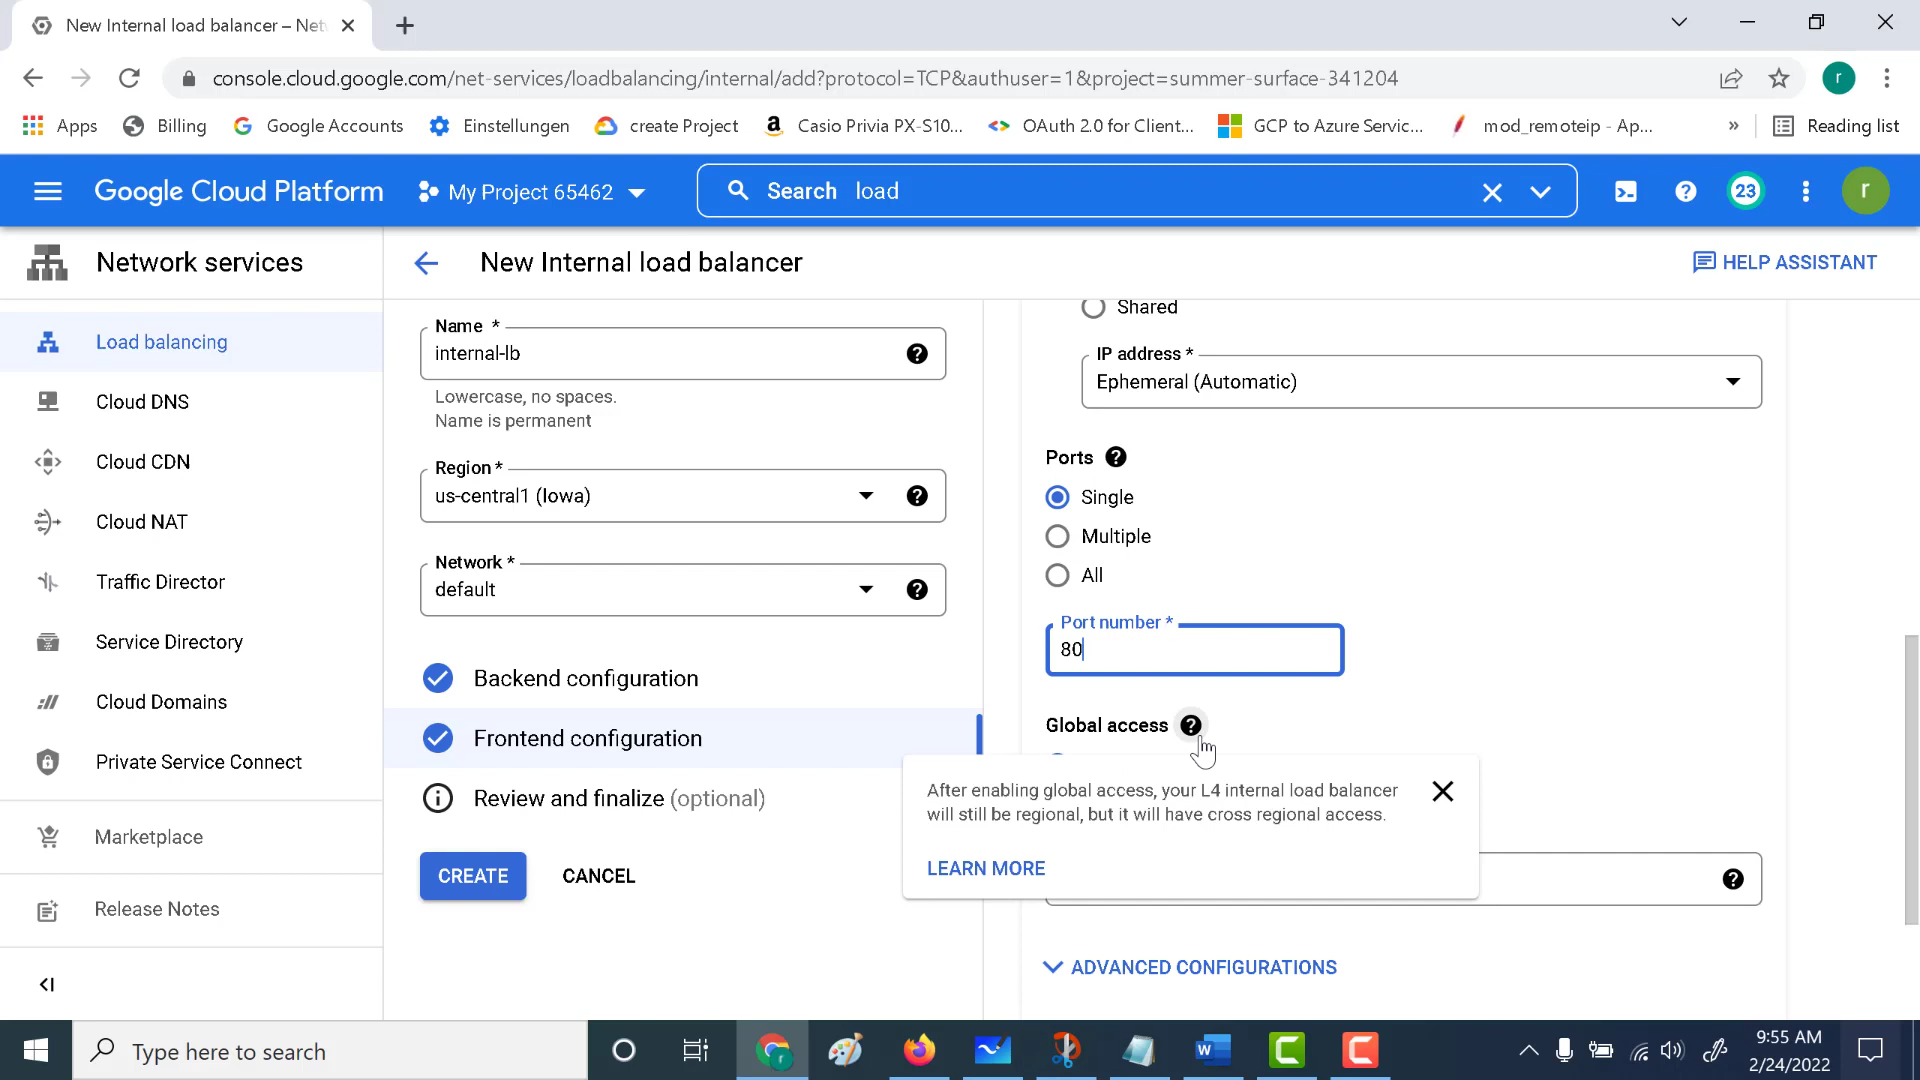 New Internal load balancer – Net
console.cloud.google.com/net-services/loadbalancing/internal/add?protocol=TCP&authuser=1&project=summer-surface-341204
r
Apps
Billing
Google Accounts
Einstellungen
create Project
Casio Privia PX-S10...
OAuth 2.0 for Client...
GCP to Azure Servic...
mod_remoteip - Ap...
»
Reading list
Google Cloud Platform
My Project 65462
Search load
23
r
Network services
New Internal load balancer
HELP ASSISTANT
Load balancing
Cloud DNS
Cloud CDN
Cloud NAT
Traffic Director
Service Directory
Cloud Domains
Private Service Connect
Marketplace
Release Notes
Name *
internal-lb
Lowercase, no spaces.
Name is permanent
Region *
us-central1 (Iowa)
Network *
default
Backend configuration
Frontend configuration
Review and finalize (optional)
CREATE
CANCEL
Shared
IP address *
Ephemeral (Automatic)
Ports
Single
Multiple
All
Port number *
80
Global access
After enabling global access, your L4 internal load balancer
will still be regional, but it will have cross regional access.
LEARN MORE
ADVANCED CONFIGURATIONS
Type here to search
9:55 AM
2/24/2022